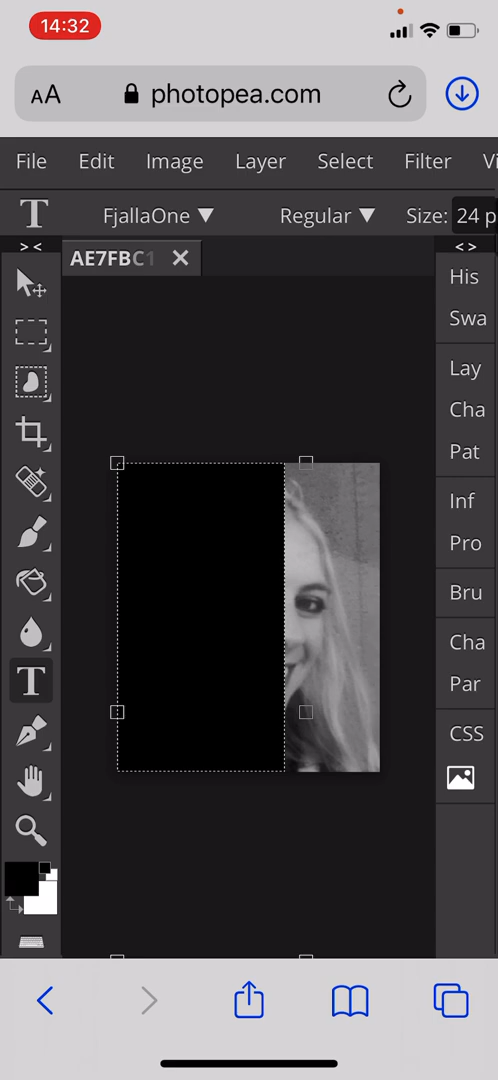 14:32
AA photopea.com
File Edit Image Layer Select Filter Vi
T FjallaOne ▼ Regular ▼ Size: 24 p
> < < >
AE7FBC1 ✕
His
Swa
Lay
Cha
Pat
Inf
Pro
Bru
Cha
T
Par
CSS